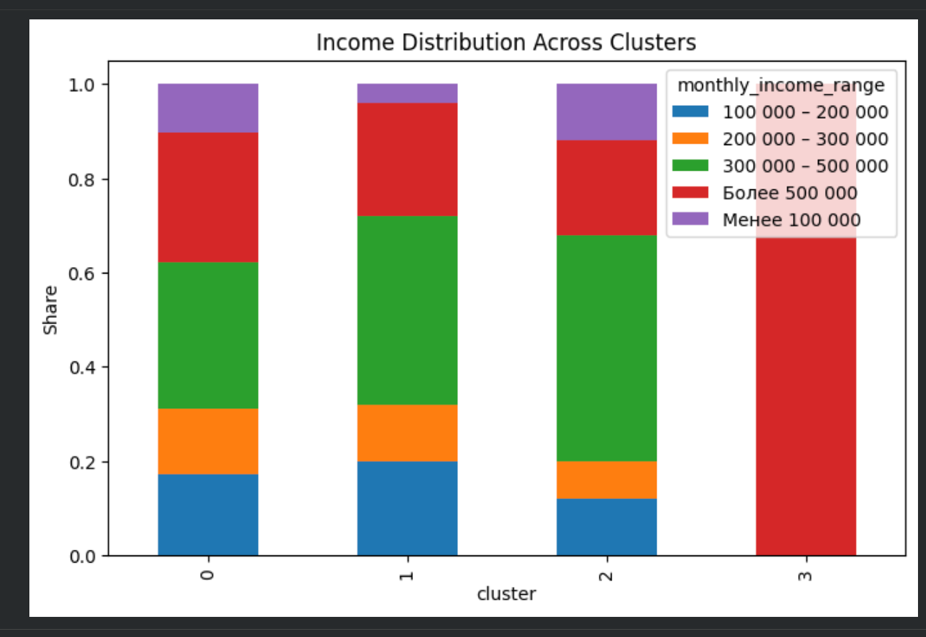 Income Distribution Across Clusters
monthly_income_range
100 000 – 200 000
200 000 – 300 000
300 000 – 500 000
Более 500 000
Менее 100 000
1.0
0.8
0.6
0.4
0.2
0.0
Share
0
1
2
3
cluster